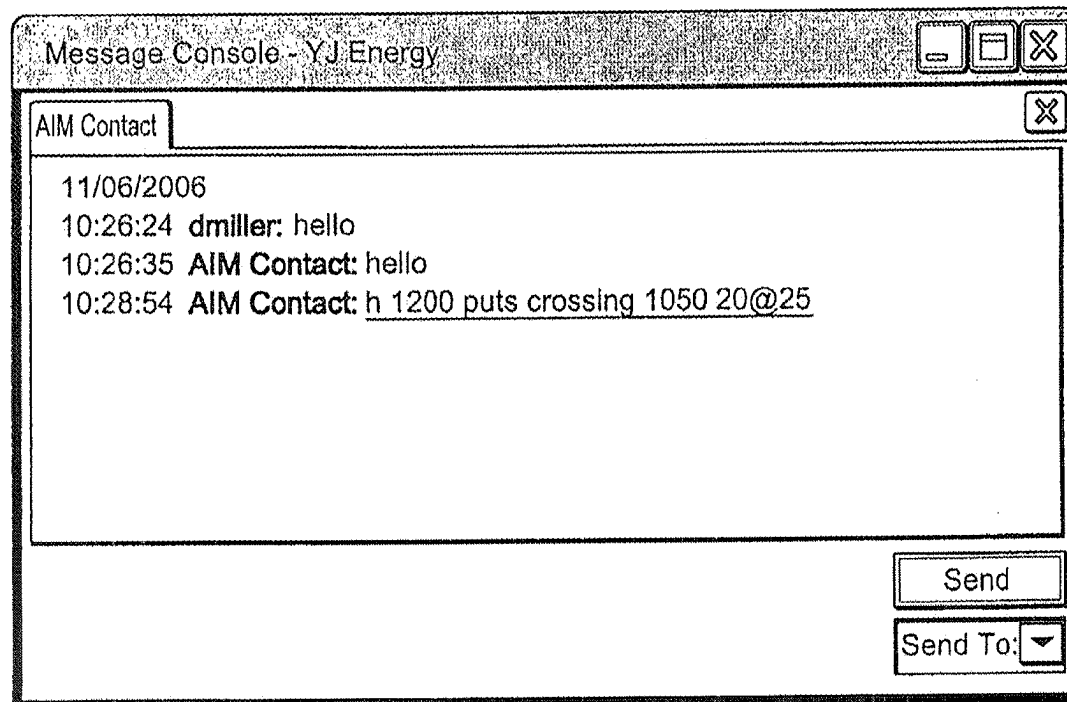 Message Console - YJ Energy
AIM Contact
11/06/2006
10:26:24 dmiller: hello
10:26:35 AIM Contact: hello
10:28:54 AIM Contact: h 1200 puts crossing 1050 20@25
Send
Send To: